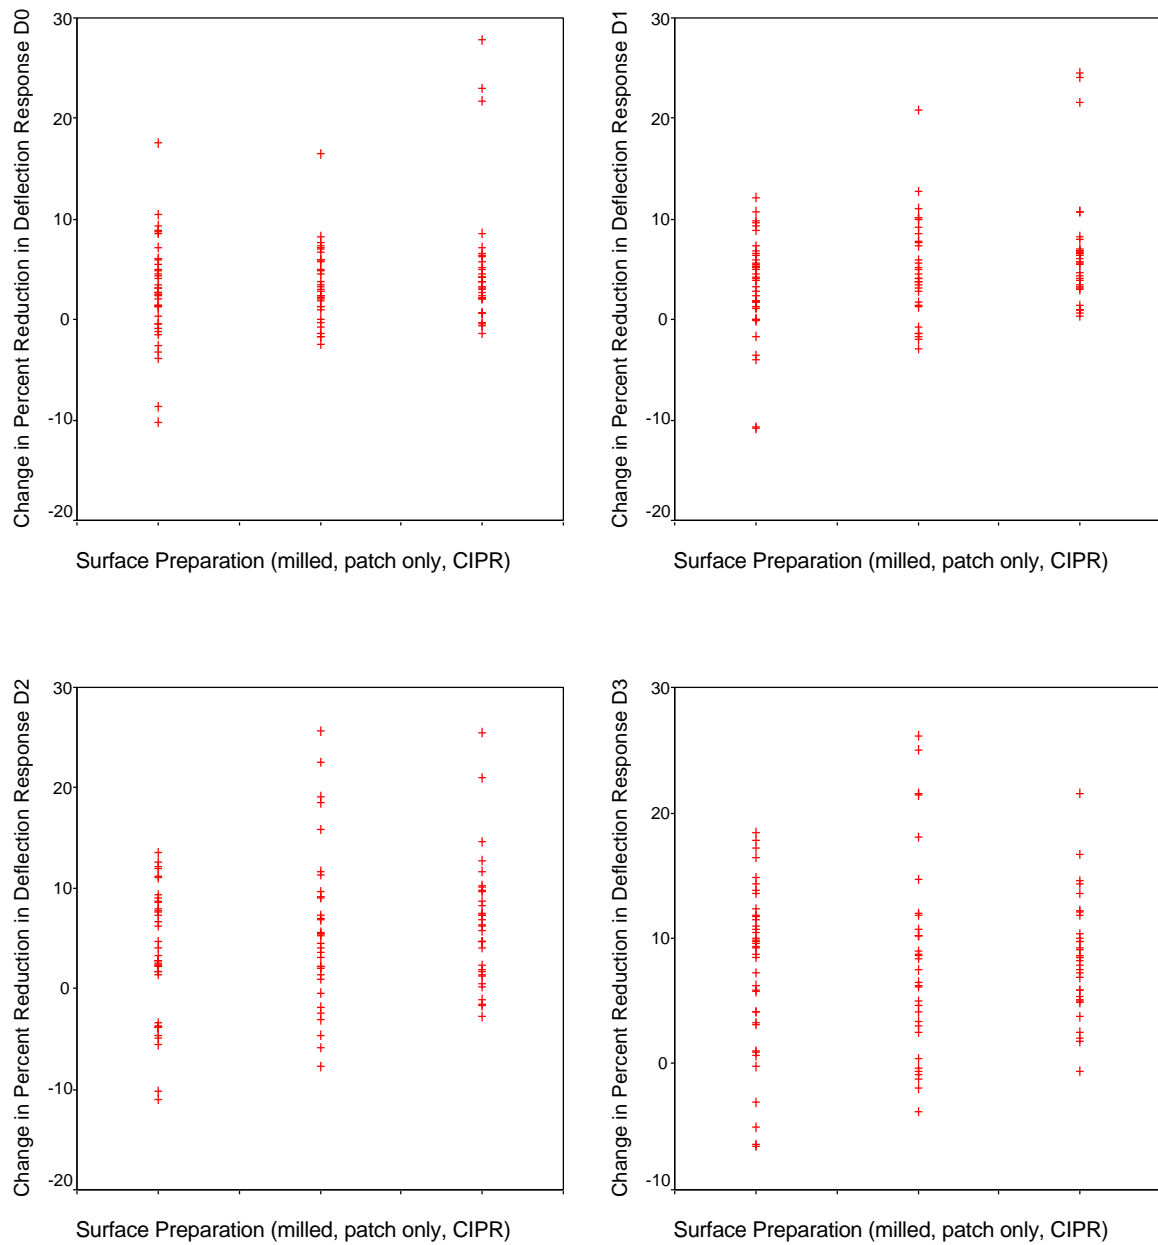 Change in Percent Reduction in Deflection Response D0
30
20
10
0
-10
-20
Surface Preparation (milled, patch only, CIPR)
Change in Percent Reduction in Deflection Response D1
30
20
10
0
-10
-20
Surface Preparation (milled, patch only, CIPR)
Change in Percent Reduction in Deflection Response D2
30
20
10
0
-10
-20
Surface Preparation (milled, patch only, CIPR)
Change in Percent Reduction in Deflection Response D3
30
20
10
0
-10
Surface Preparation (milled, patch only, CIPR)